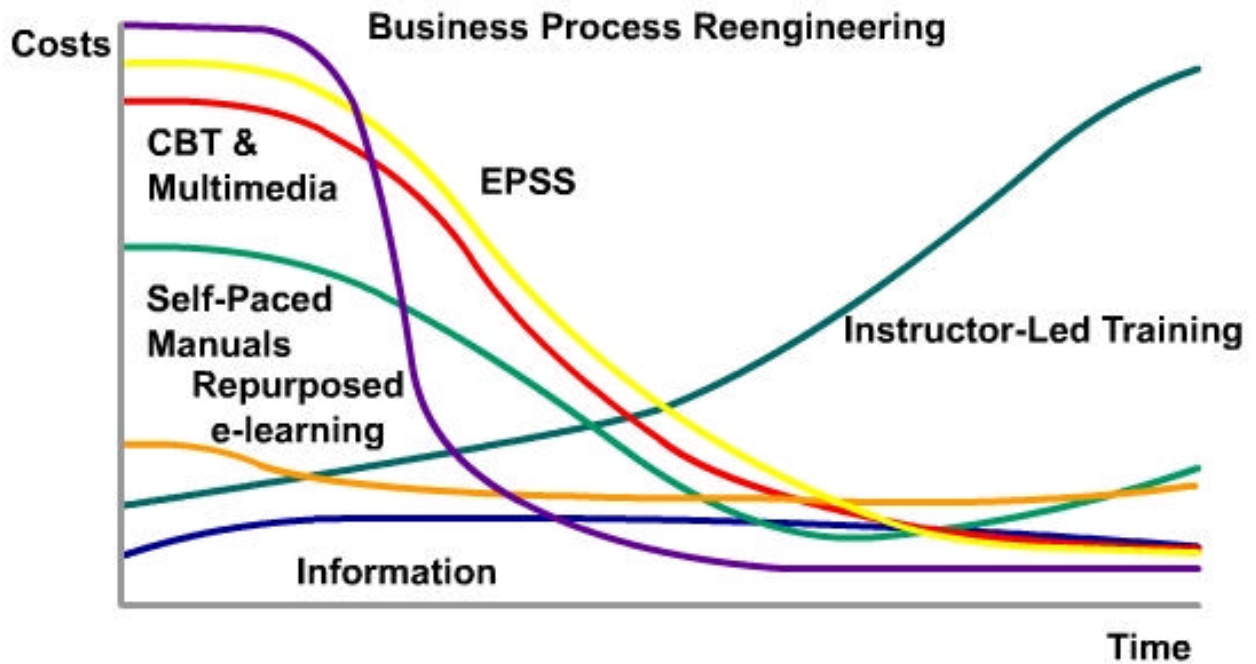 Business Process Reengineering
Costs
CBT &
Multimedia
EPSS
Self-Paced
Manuals
Instructor-Led Training
Repurposed
e-learning
Information
Time